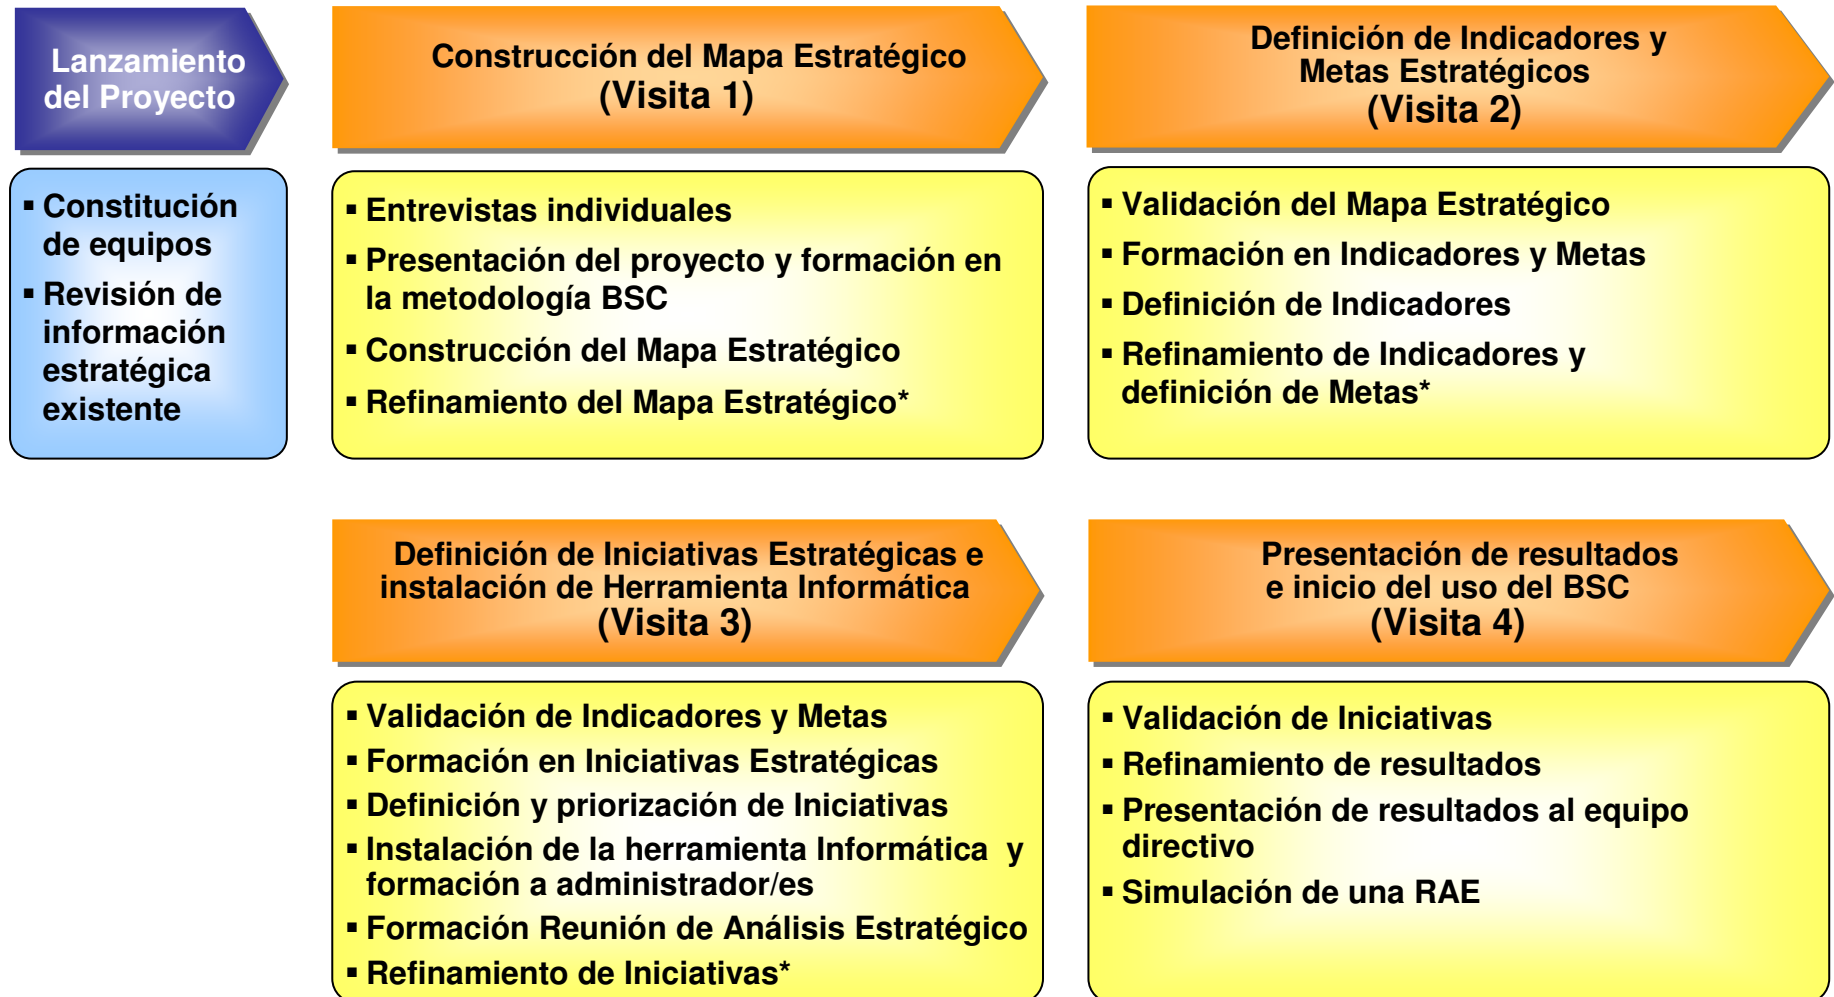 Lanzamiento
del Proyecto
▪ Constitución
de equipos
▪ Revisión de
información
estratégica
existente
Construcción del Mapa Estratégico
(Visita 1)
▪ Entrevistas individuales
▪ Presentación del proyecto y formación en
la metodología BSC
▪ Construcción del Mapa Estratégico
▪ Refinamiento del Mapa Estratégico*
Definición de Indicadores y
Metas Estratégicos
(Visita 2)
▪ Validación del Mapa Estratégico
▪ Formación en Indicadores y Metas
▪ Definición de Indicadores
▪ Refinamiento de Indicadores y
definición de Metas*
Definición de Iniciativas Estratégicas e
instalación de Herramienta Informática
(Visita 3)
▪ Validación de Indicadores y Metas
▪ Formación en Iniciativas Estratégicas
▪ Definición y priorización de Iniciativas
▪ Instalación de la herramienta Informática y
formación a administrador/es
▪ Formación Reunión de Análisis Estratégico
▪ Refinamiento de Iniciativas*
Presentación de resultados
e inicio del uso del BSC
(Visita 4)
▪ Validación de Iniciativas
▪ Refinamiento de resultados
▪ Presentación de resultados al equipo
directivo
▪ Simulación de una RAE